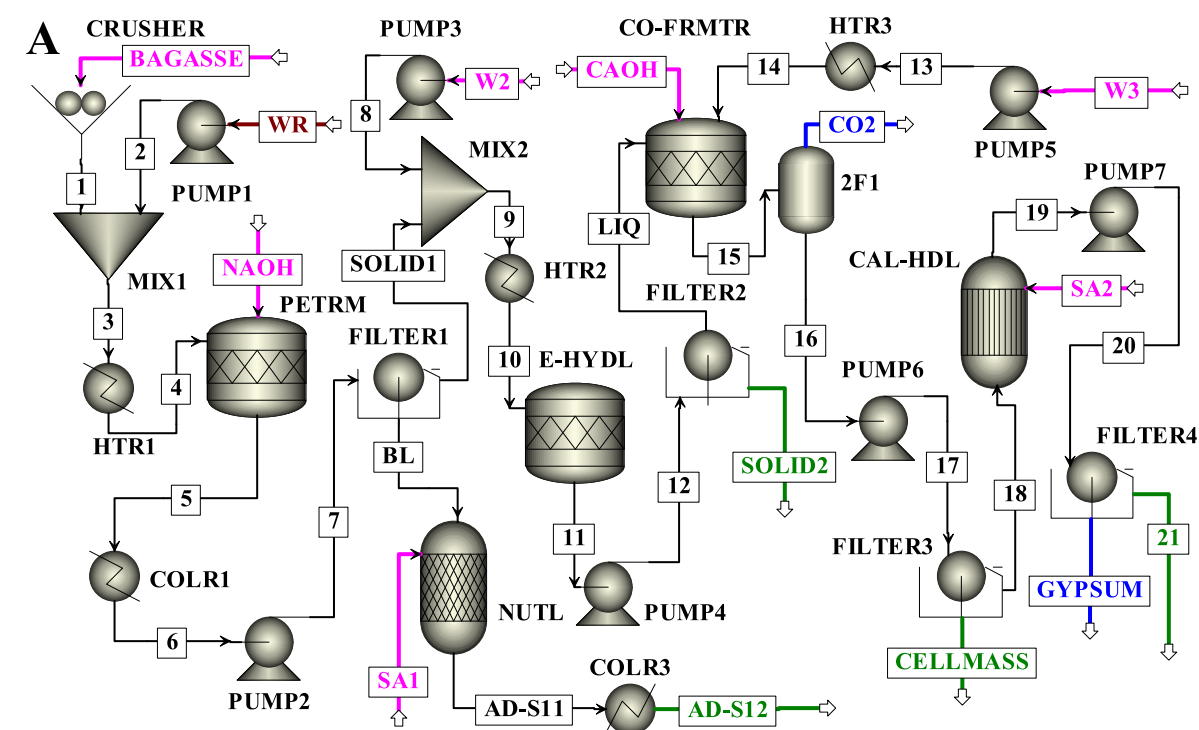 A
CRUSHER
BAGASSE
PUMP3
CO-FRMTR
HTR3
W2
CAOH
14
13
W3
WR
8
CO2
2
PUMP5
MIX2
PUMP7
1
PUMP1
2F1
9
LIQ
19
NAOH
SOLID1
15
CAL-HDL
MIX1
HTR2
SA2
PETRM
FILTER2
3
FILTER1
16
20
10
E-HYDL
4
PUMP6
HTR1
FILTER4
BL
SOLID2
12
17
5
18
7
11
21
FILTER3
COLR1
GYPSUM
NUTL
PUMP4
6
CELLMASS
COLR3
SA1
PUMP2
AD-S11
AD-S12